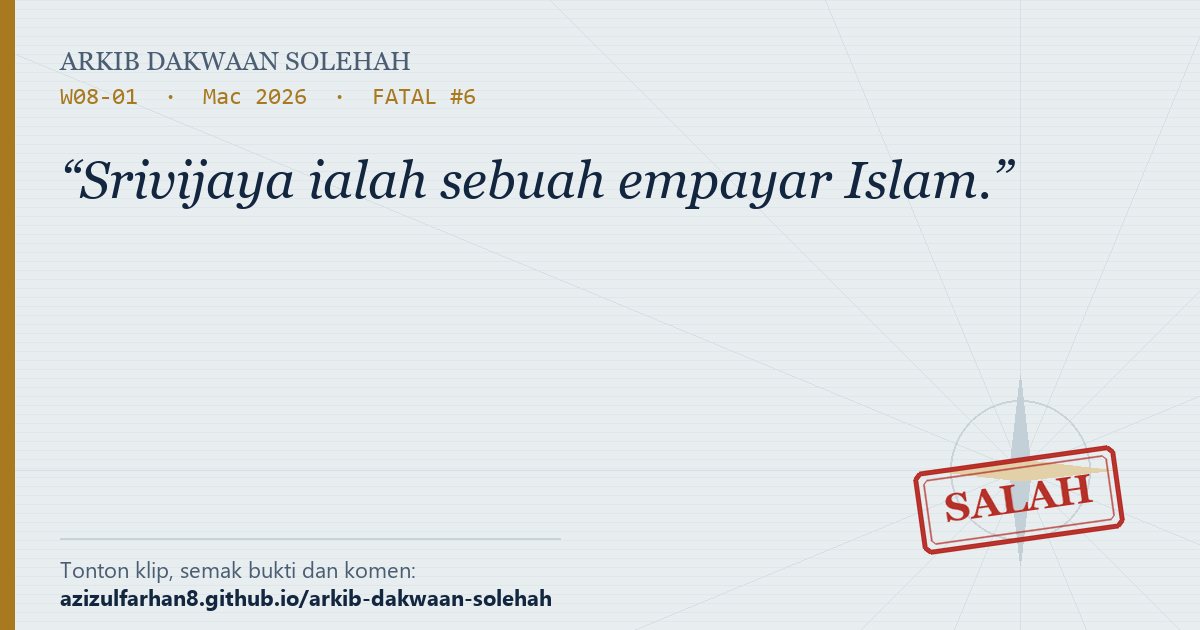 ARKIB DAKWAAN SOLEHAH
W08-01 · Mac 2026 · FATAL #6
“Srivijaya ialah sebuah empayar Islam.”
SALAH
Tonton klip, semak bukti dan komen:
azizulfarhan8.github.io/arkib-dakwaan-solehah